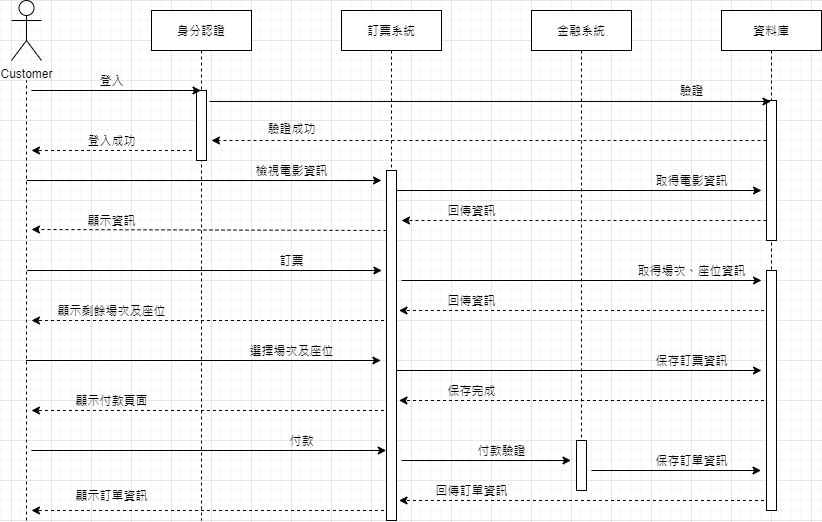 身分認證
訂票系統
金融系統
資料庫
Customer
登入
驗證
驗證成功
登入成功
檢視電影資訊
取得電影資訊
回傳資訊
顯示資訊
訂票
取得場次、座位資訊
回傳資訊
顯示剩餘場次及座位
選擇場次及座位
保存訂票資訊
保存完成
顯示付款頁面
付款
付款驗證
保存訂單資訊
回傳訂單資訊
顯示訂單資訊